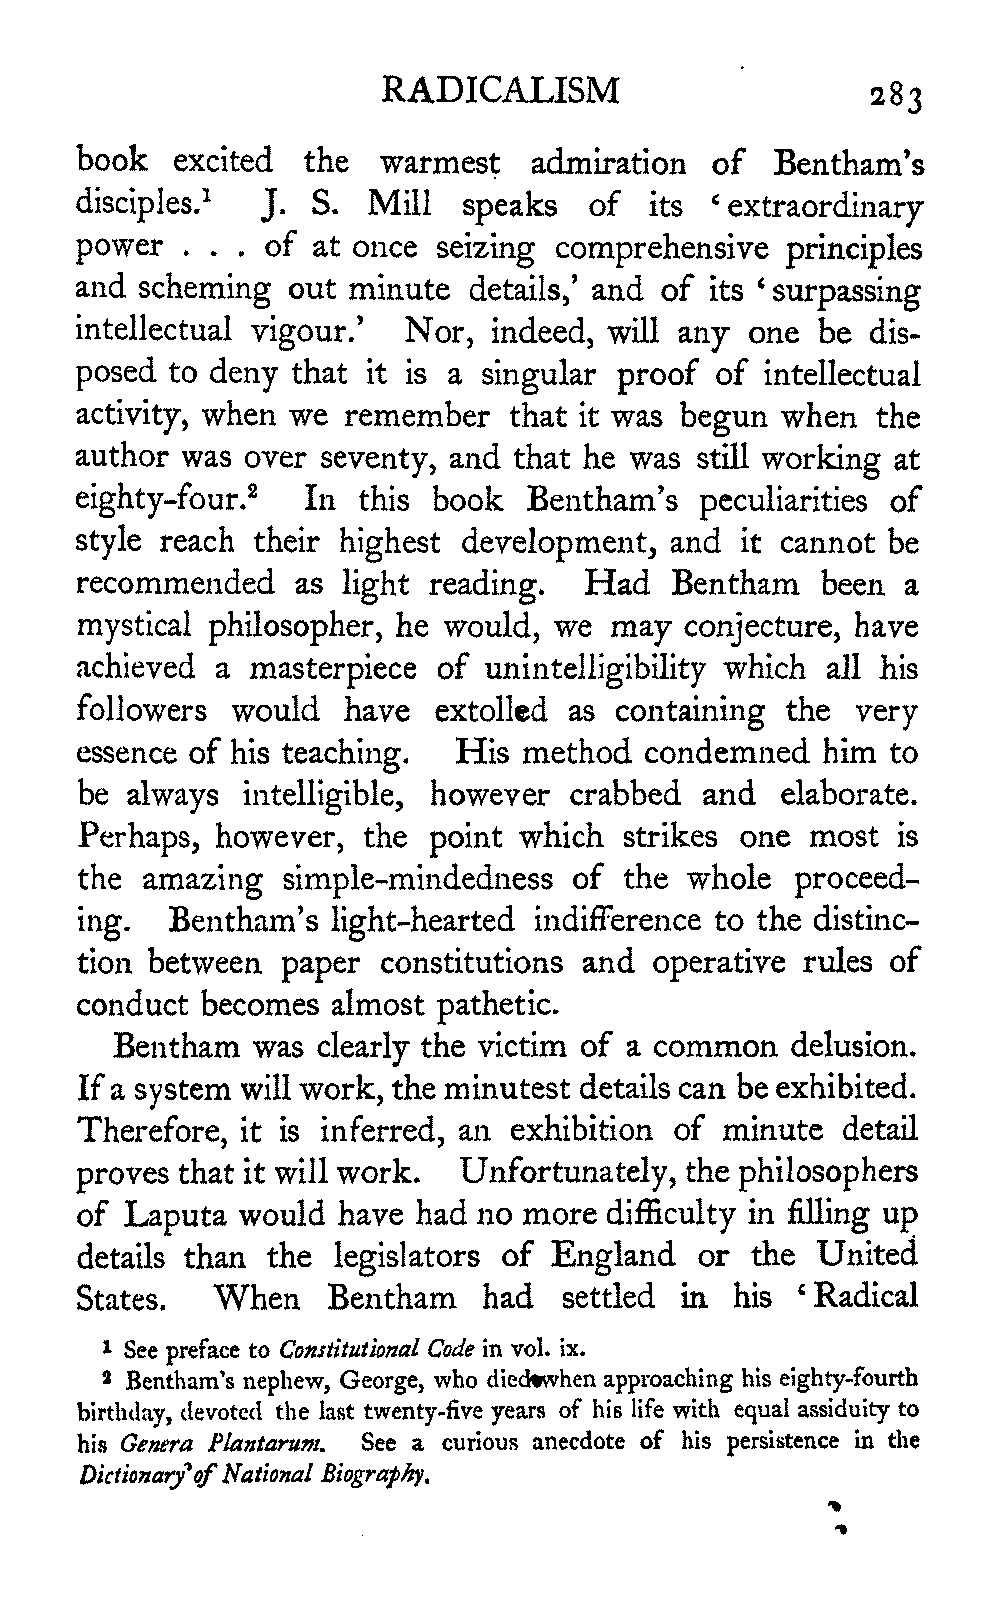 RADICALISM 283
book excited the warmest admiration of Bentham's
disciples.¹ J. S. Mill speaks of its ‘extraordinary
power . . . of at once seizing comprehensive principles
and scheming out minute details,’ and of its ‘surpassing
intellectual vigour.’ Nor, indeed, will any one be dis-
posed to deny that it is a singular proof of intellectual
activity, when we remember that it was begun when the
author was over seventy, and that he was still working at
eighty-four.² In this book Bentham's peculiarities of
style reach their highest development, and it cannot be
recommended as light reading. Had Bentham been a
mystical philosopher, he would, we may conjecture, have
achieved a masterpiece of unintelligibility which all his
followers would have extolled as containing the very
essence of his teaching. His method condemned him to
be always intelligible, however crabbed and elaborate.
Perhaps, however, the point which strikes one most is
the amazing simple-mindedness of the whole proceed-
ing. Bentham's light-hearted indifference to the distinc-
tion between paper constitutions and operative rules of
conduct becomes almost pathetic.
Bentham was clearly the victim of a common delusion.
If a system will work, the minutest details can be exhibited.
Therefore, it is inferred, an exhibition of minute detail
proves that it will work. Unfortunately, the philosophers
of Laputa would have had no more difficulty in filling up
details than the legislators of England or the United
States. When Bentham had settled in his ‘Radical
¹ See preface to Constitutional Code in vol. ix.
² Bentham's nephew, George, who died when approaching his eighty-fourth
birthday, devoted the last twenty-five years of his life with equal assiduity to
his Genera Plantarum. See a curious anecdote of his persistence in the
Dictionary of National Biography.